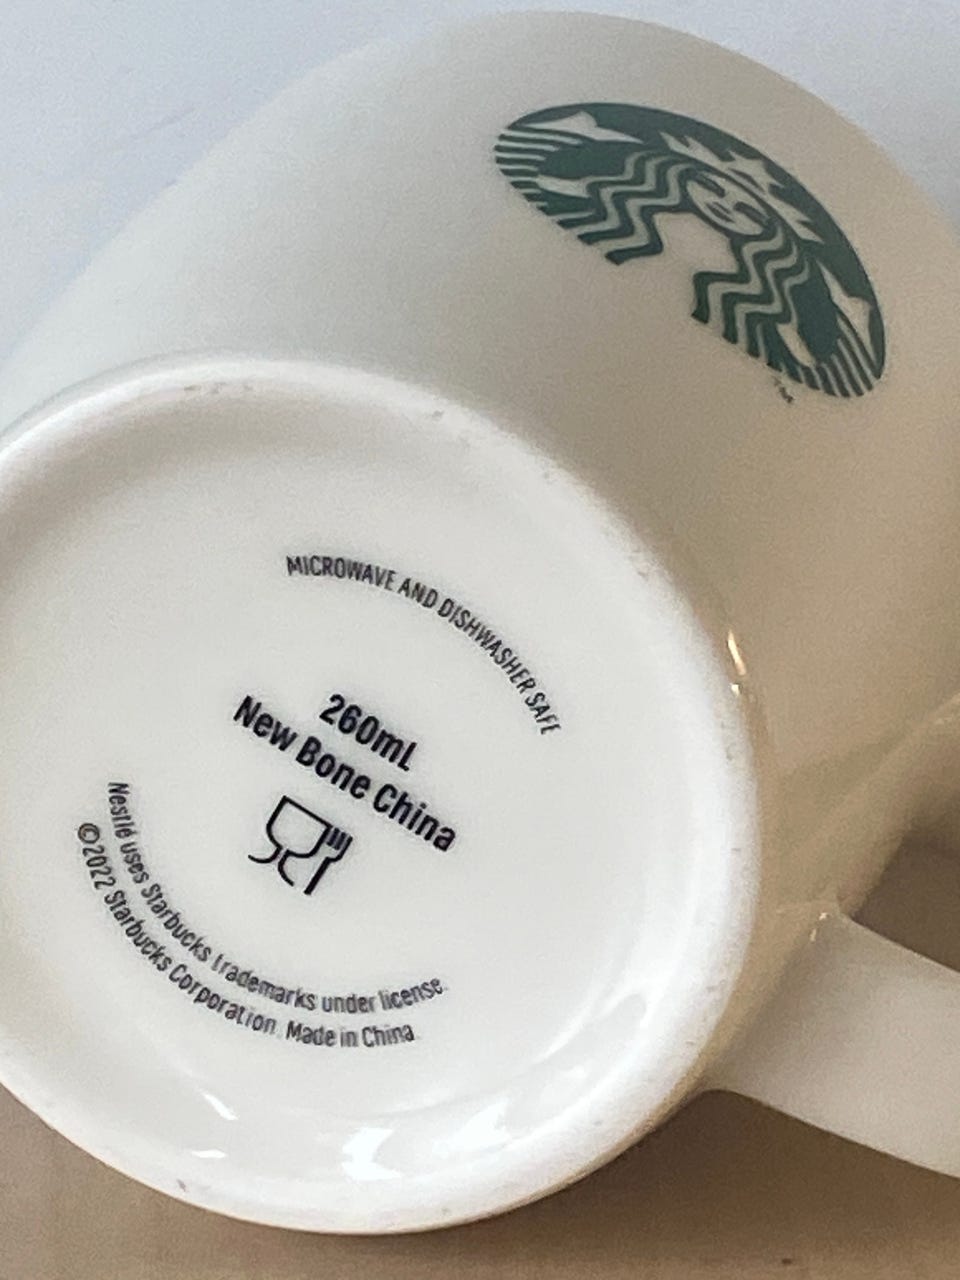 MICROWAVE AND DISHWASHER SAFE
260mL
New Bone China
Nestlé uses Starbucks trademarks under license.
©2022 Starbucks Corporation. Made in China.
TM